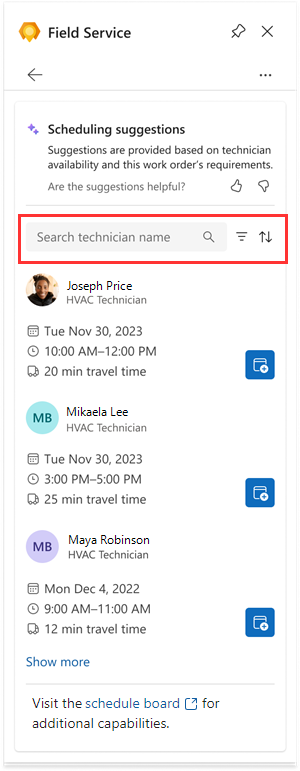 Field Service
Scheduling suggestions
Suggestions are provided based on technician
availability and this work order's requirements.
Are the suggestions helpful?
Search technician name
Joseph Price
HVAC Technician
Tue Nov 30, 2023
10:00 AM–12:00 PM
20 min travel time
MB
Mikaela Lee
HVAC Technician
Tue Nov 30, 2023
3:00 PM–5:00 PM
25 min travel time
MB
Maya Robinson
HVAC Technician
Mon Dec 4, 2022
9:00 AM–11:00 AM
12 min travel time
Show more
Visit the schedule board for
additional capabilities.